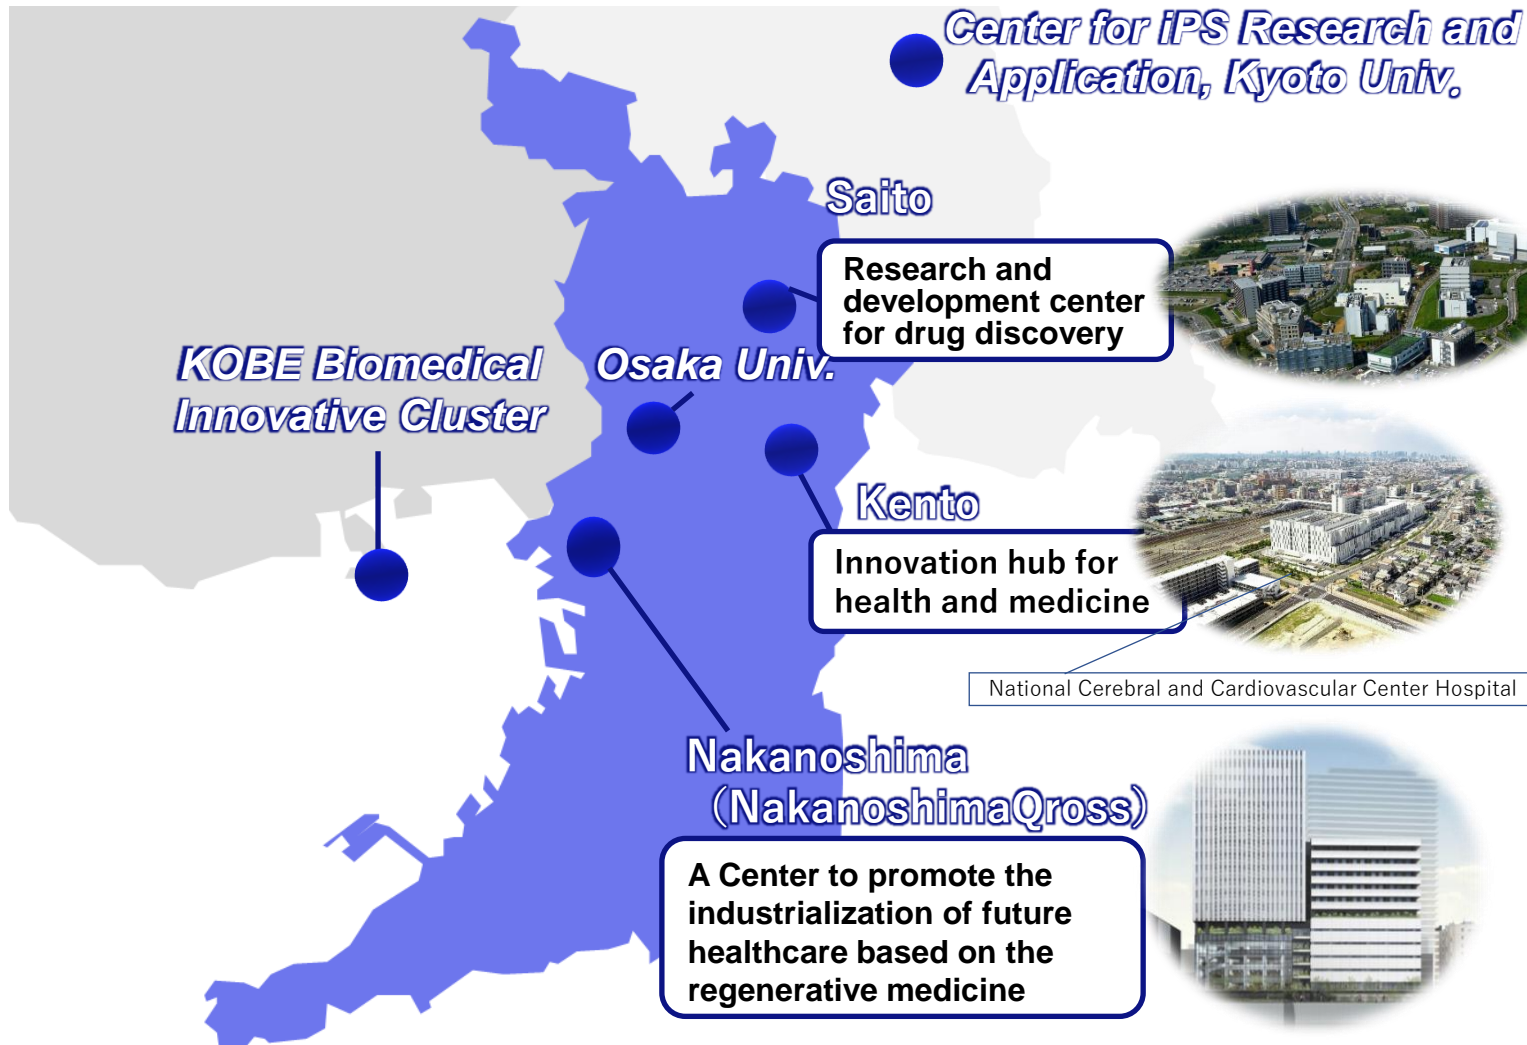 Center for iPS Research and
Application, Kyoto Univ.
Saito
Research and
development center
for drug discovery
KOBE Biomedical
Innovative Cluster
Osaka Univ.
Kento
Innovation hub for
health and medicine
National Cerebral and Cardiovascular Center Hospital
Nakanoshima
（NakanoshimaQross）
A Center to promote the
industrialization of future
healthcare based on the
regenerative medicine